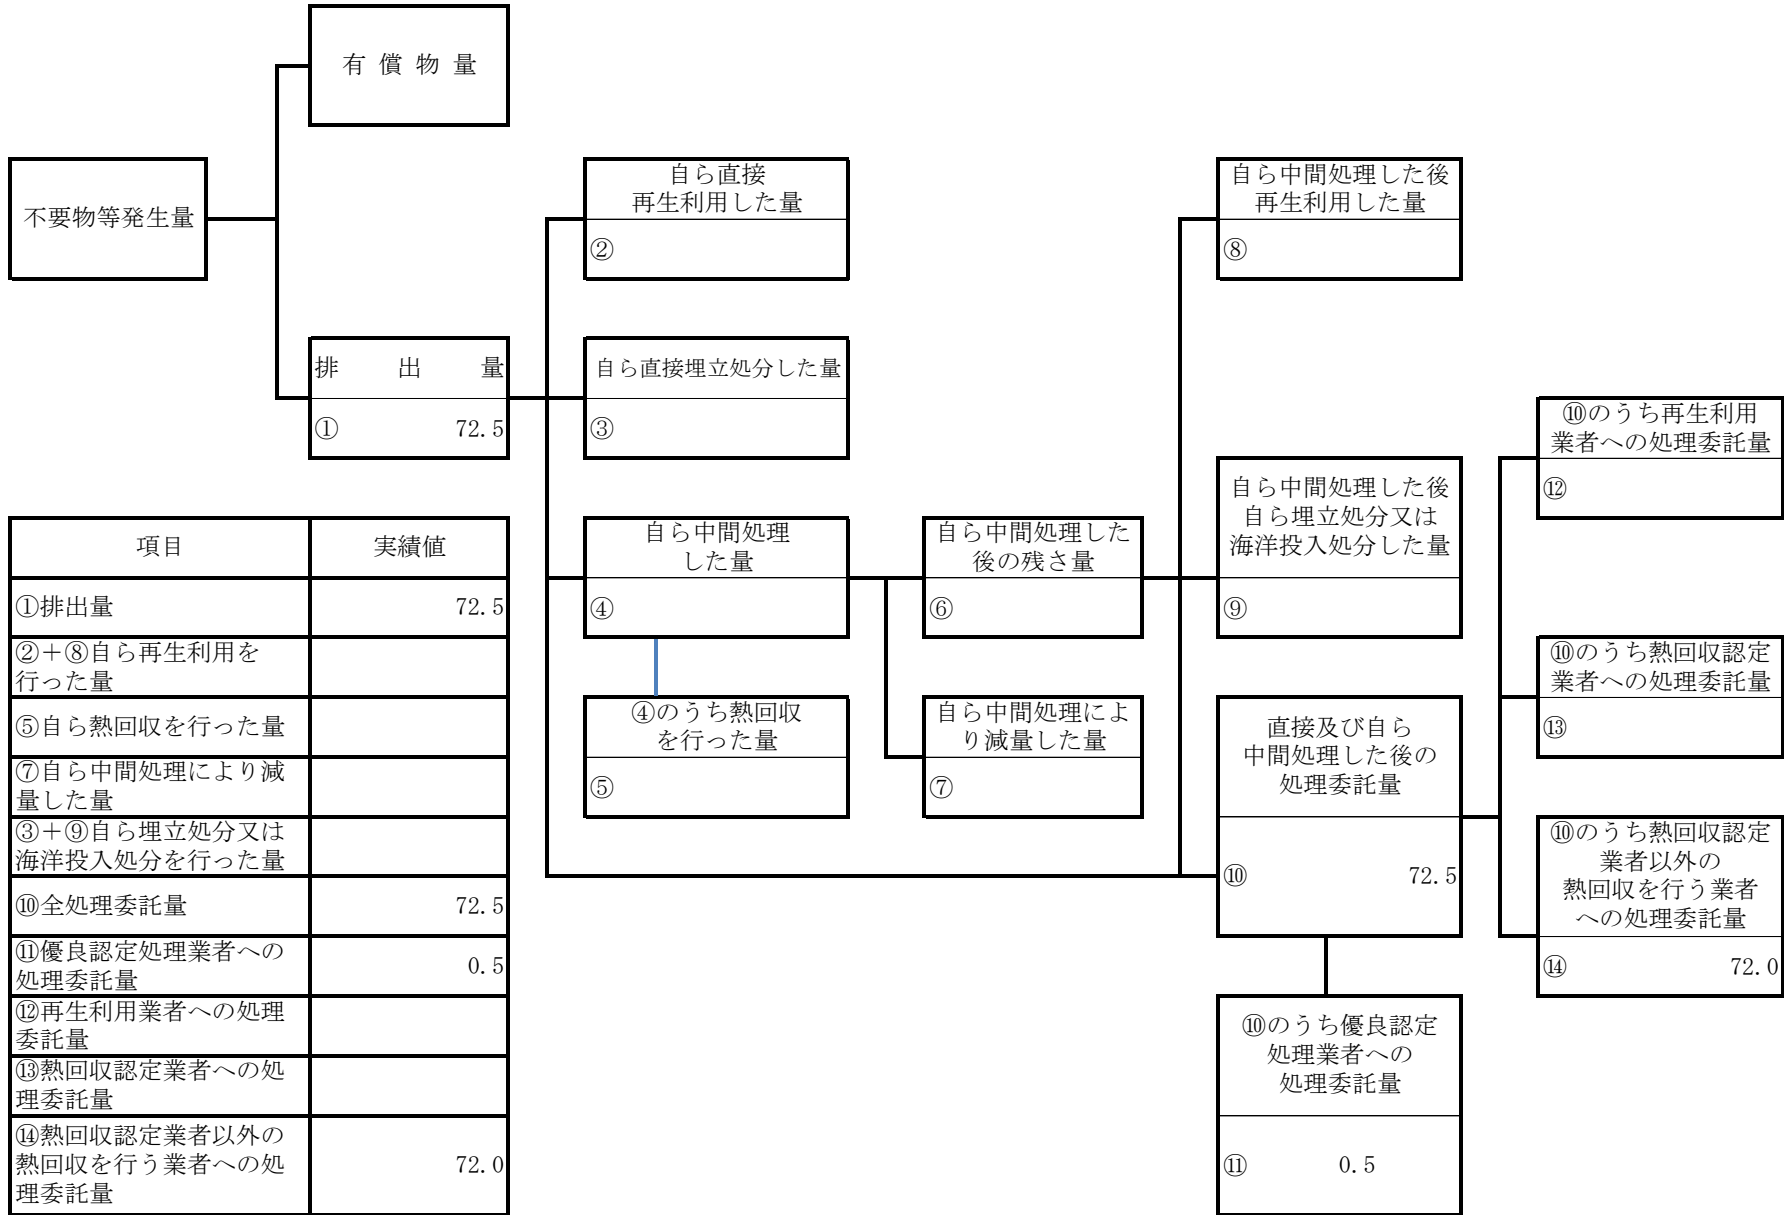 有償物量
不要物等発生量
排出量
① 72.5
自ら直接
再生利用した量
②
自ら直接埋立処分した量
③
自ら中間処理
した量
④
④のうち熱回収
を行った量
⑤
自ら中間処理した
後の残さ量
⑥
自ら中間処理によ
り減量した量
⑦
自ら中間処理した後
再生利用した量
⑧
自ら中間処理した後
自ら埋立処分又は
海洋投入処分した量
⑨
直接及び自ら
中間処理した後の
処理委託量
⑩ 72.5
⑩のうち優良認定
処理業者への
処理委託量
⑪ 0.5
⑩のうち再生利用
業者への処理委託量
⑫
⑩のうち熱回収認定
業者への処理委託量
⑬
⑩のうち熱回収認定
業者以外の
熱回収を行う業者
への処理委託量
⑭ 72.0
項目 実績値
①排出量 72.5
②+⑧自ら再生利用を
行った量
⑤自ら熱回収を行った量
⑦自ら中間処理により減
量した量
③+⑨自ら埋立処分又は
海洋投入処分を行った量
⑩全処理委託量 72.5
⑪優良認定処理業者への
処理委託量 0.5
⑫再生利用業者への処理
委託量
⑬熱回収認定業者への処
理委託量
⑭熱回収認定業者以外の
熱回収を行う業者への処 72.0
理委託量